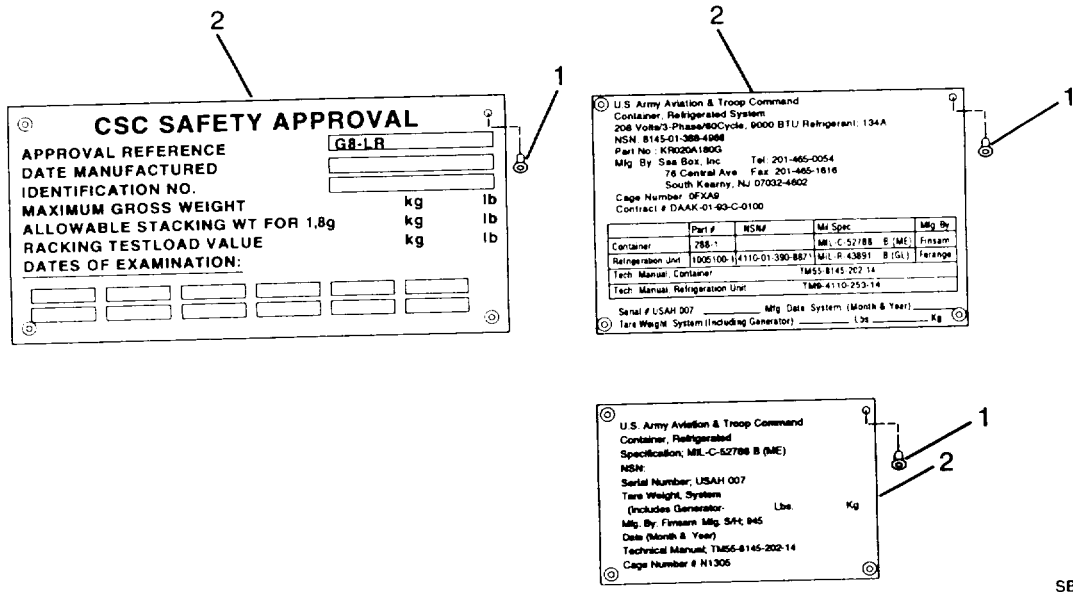 2
1
CSC SAFETY APPROVAL
APPROVAL REFERENCE G8-LR
DATE MANUFACTURED
IDENTIFICATION NO.
MAXIMUM GROSS WEIGHT kg lb
ALLOWABLE STACKING WT FOR 1,8g kg lb
RACKING TESTLOAD VALUE kg lb
DATES OF EXAMINATION:
2
1
U.S. Army Aviation & Troop Command
Container, Refrigerated System
208 Volts/3-Phase/60Cycle, 9000 BTU Refrigerant; 134A
NSN: 8145-01-388-4986
Part No : KR020A180G
Mfg By Sea Box, Inc Tel: 201-465-0054
76 Central Ave Fax 201-465-1616
South Kearny, NJ 07032-4602
Cage Number 0FXA9
Contract # DAAK-01-93-C-0100
Part # NSN# Mil Spec Mfg By
Container 288-1 MIL-C-52788 B (ME) Finsam
Refrigeration Unit 1005100-1 4110-01-390-8871 MIL-R-43891 B (GL) Ferange
Tech Manual, Container TM55-8145-202-14
Tech Manual, Refrigeration Unit TM9-4110-253-14
Serial # USAH 007 Mfg Date System (Month & Year)
Tare Weight System (Including Generator) Lbs Kg
1
2
U.S. Army Aviation & Troop Command
Container, Refrigerated
Specification; MIL-C-52788 B (ME)
NSN:
Serial Number; USAH 007
Tare Weight, System
(Includes Generator- Lbs. Kg
Mfg. By: Finsam Mfg. S/H; 945
Date (Month & Year)
Technical Manual; TM55-8145-202-14
Cage Number # N1305